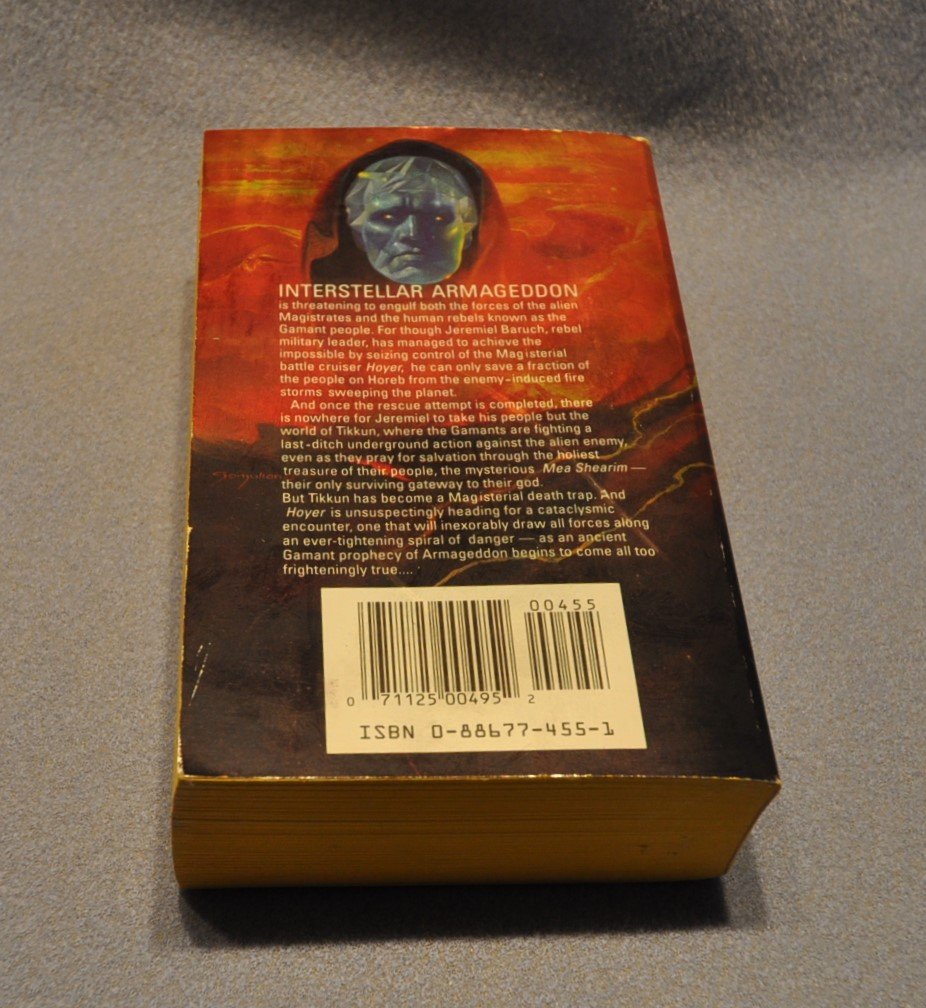 INTERSTELLAR ARMAGEDDON
is threatening to engulf both the forces of the alien
Magistrates and the human rebels known as the
Gamant people. For though Jeremiel Baruch, rebel
military leader, has managed to achieve the
impossible by seizing control of the Magisterial
battle cruiser Hoyer, he can only save a fraction of
the people on Horeb from the enemy-induced fire
storms sweeping the planet.
And once the rescue attempt is completed, there
is nowhere for Jeremiel to take his people but the
world of Tikkun, where the Gamants are fighting a
last-ditch underground action against the alien enemy,
even as they pray for salvation through the holiest
treasure of their people, the mysterious Mea Shearim —
their only surviving gateway to their god.
But Tikkun has become a Magisterial death trap. And
Hoyer is unsuspectingly heading for a cataclysmic
encounter, one that will inexorably draw all forces along
an ever-tightening spiral of danger — as an ancient
Gamant prophecy of Armageddon begins to come all too
frighteningly true....
00455
0 71125 00495 2
ISBN 0-88677-455-1